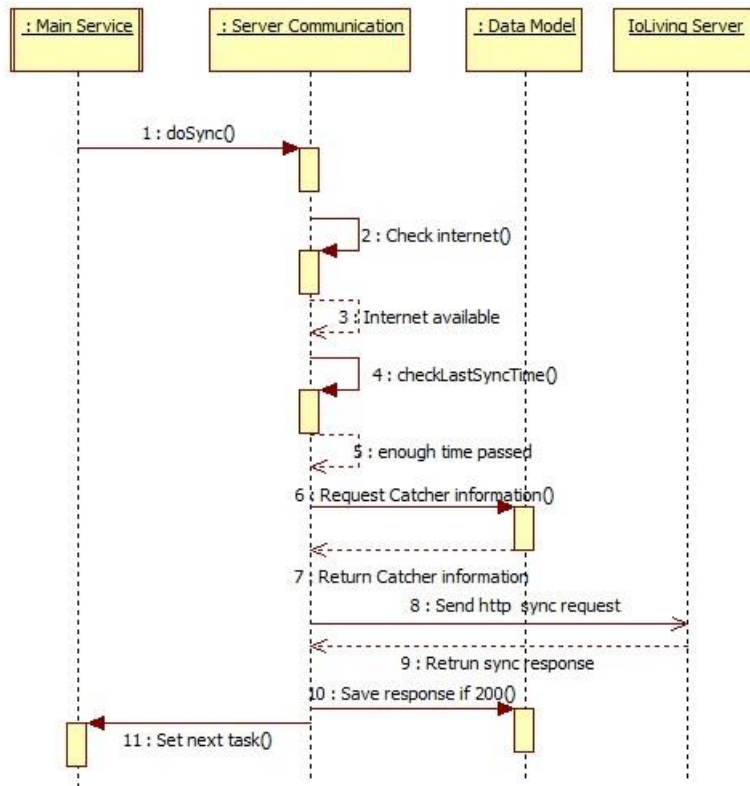 : Main Service
: Server Communication
: Data Model
IoLiving Server
1 : doSync()
2 : Check internet()
3 : Internet available
4 : checkLastSyncTime()
5 : enough time passed
6 : Request Catcher information()
7 : Return Catcher information
8 : Send http sync request
9 : Retrun sync response
10 : Save response if 200()
11 : Set next task()